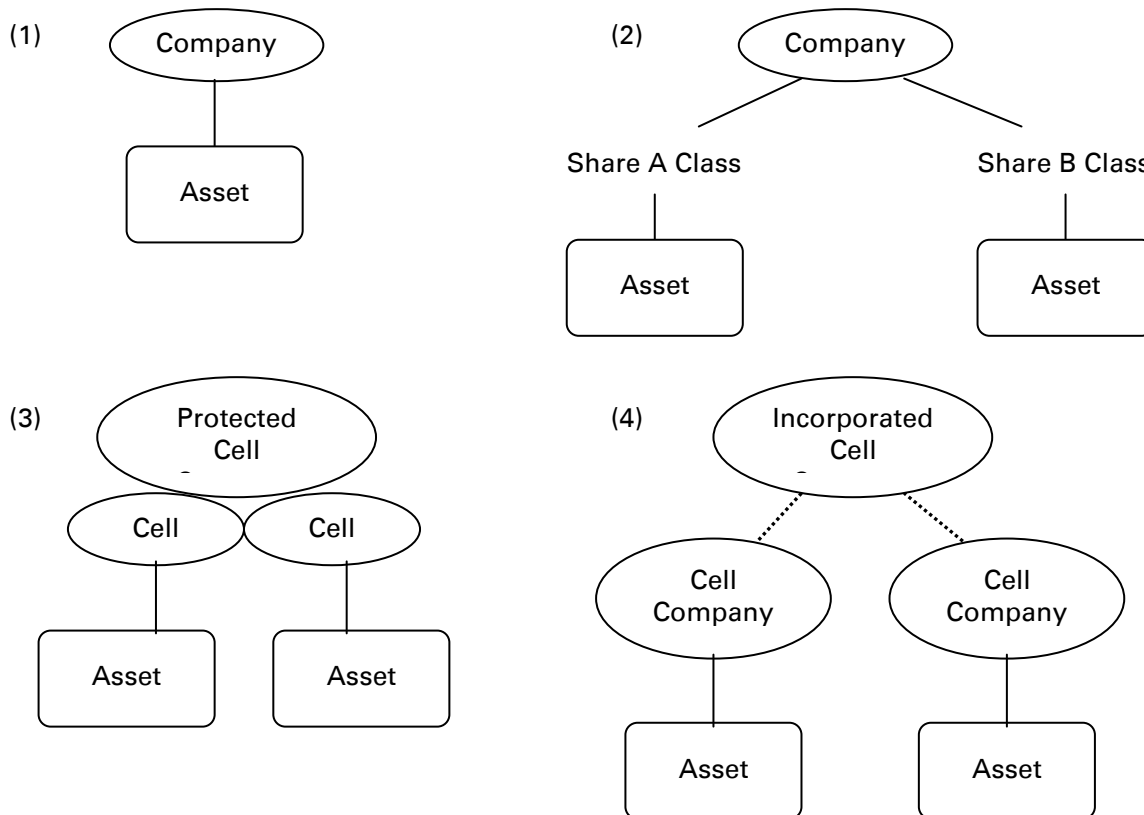 (1)
Company
Asset
(2)
Company
Share A Class
Share B Class
Asset
Asset
(3)
Protected
Cell
Cell
Cell
Asset
Asset
(4)
Incorporated
Cell
Cell
Company
Cell
Company
Asset
Asset